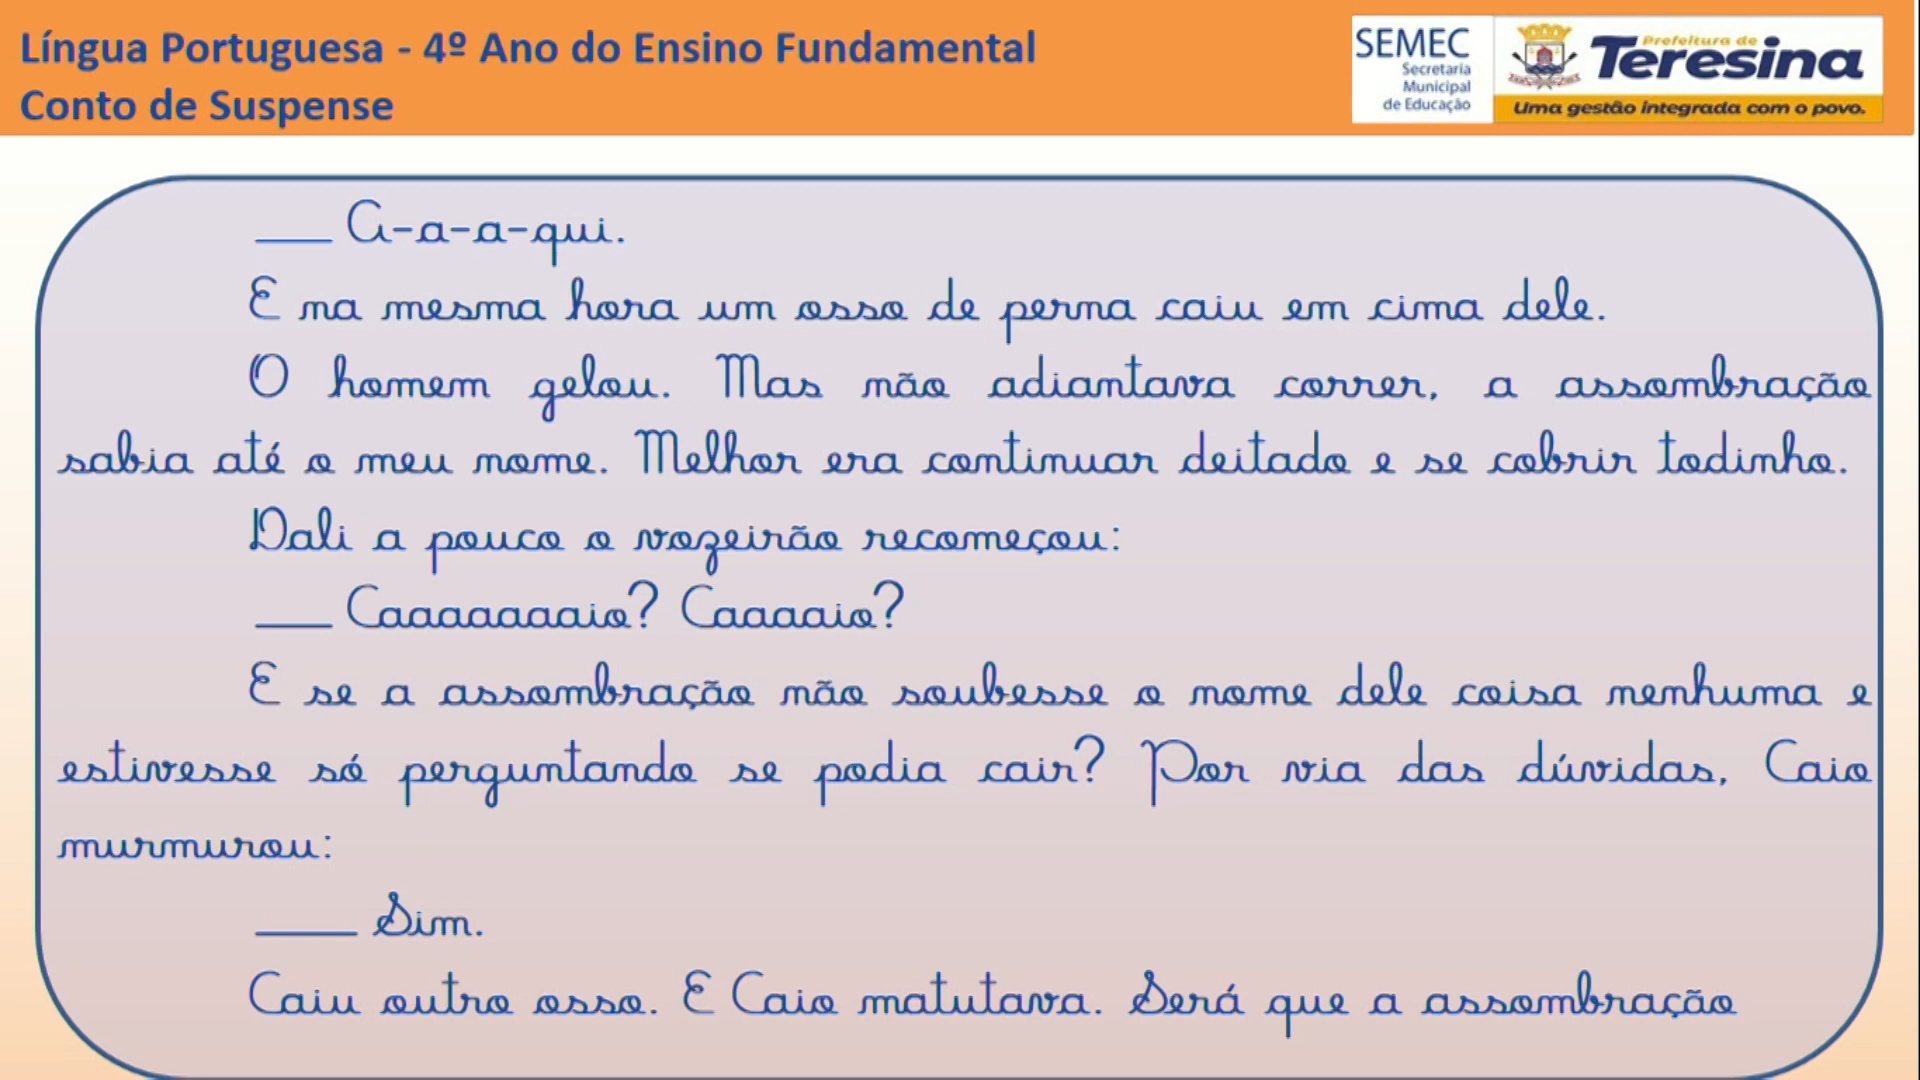 Língua Portuguesa - 4º Ano do Ensino Fundamental
Conto de Suspense
SEMEC
Secretaria
Municipal
de Educação
Prefeitura de
Teresina
Uma gestão integrada com o povo.
___ A-a-a-qui.
E na mesma hora um osso de perna caiu em cima dele.
O homem gelou. Mas não adiantava correr, a assombração
sabia até o meu nome. Melhor era continuar deitado e se cobrir todinho.
Dali a pouco o vozeirão recomeçou:
___ Caaaaaaaio? Caaaaio?
E se a assombração não soubesse o nome dele coisa nenhuma e
estivesse só perguntando se podia cair? Por via das dúvidas, Caio
murmurou:
____ Sim.
Caiu outro osso. E Caio matutava. Será que a assombração